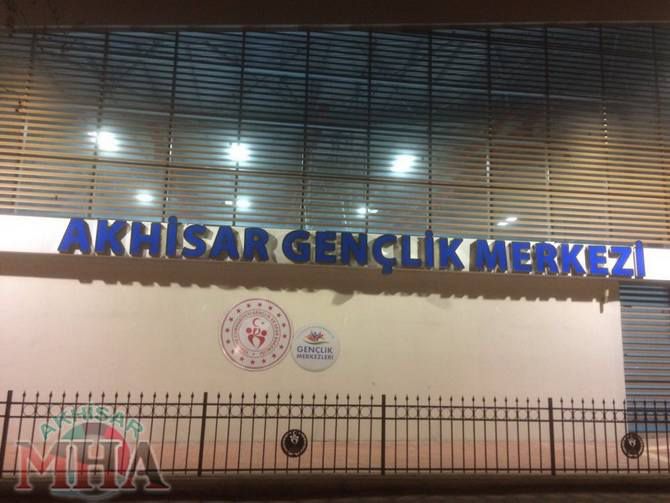 AKHİSAR GENÇLİK MERKEZİ
GENÇLİK
MERKEZLERİ
AKHİSAR
MHA